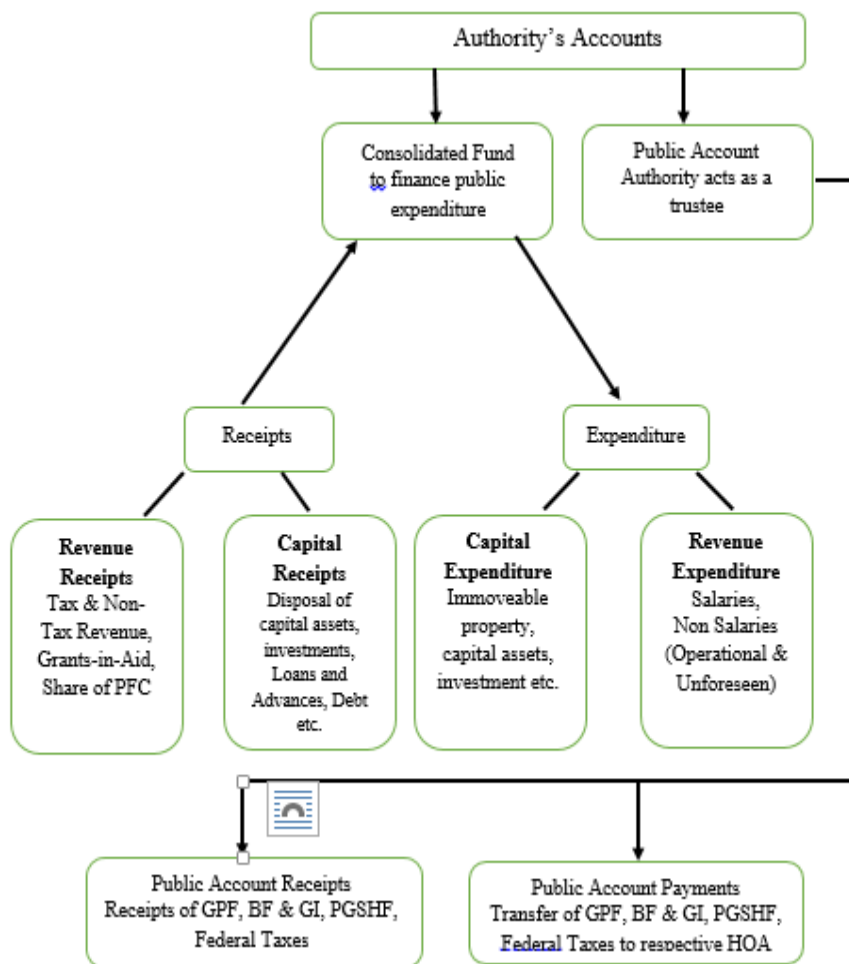 Authority’s Accounts
Consolidated Fund
to finance public
expenditure
Public Account
Authority acts as a
trustee
Receipts
Expenditure
Revenue
Receipts
Tax & Non-
Tax Revenue,
Grants-in-Aid,
Share of PFC
Capital
Receipts
Disposal of
capital assets,
investments,
Loans and
Advances, Debt
etc.
Capital
Expenditure
Immoveable
property,
capital assets,
investment etc.
Revenue
Expenditure
Salaries,
Non Salaries
(Operational &
Unforeseen)
Public Account Receipts
Receipts of GPF, BF & GI, PGSHF,
Federal Taxes
Public Account Payments
Transfer of GPF, BF & GI, PGSHF,
Federal Taxes to respective HOA